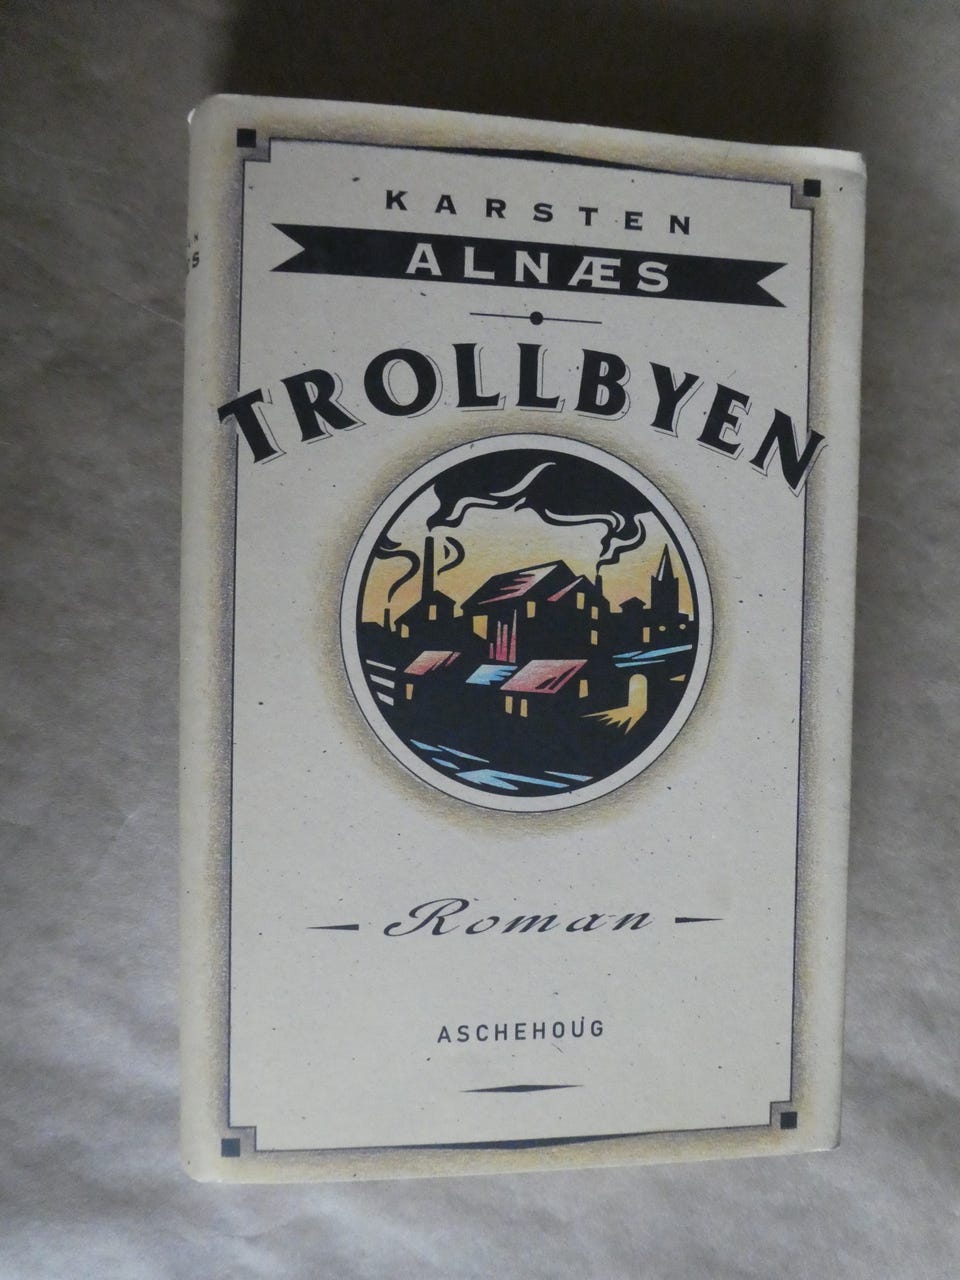 KARSTEN
ALNÆS
TROLLBYEN
Roman
ASCHEHOUG